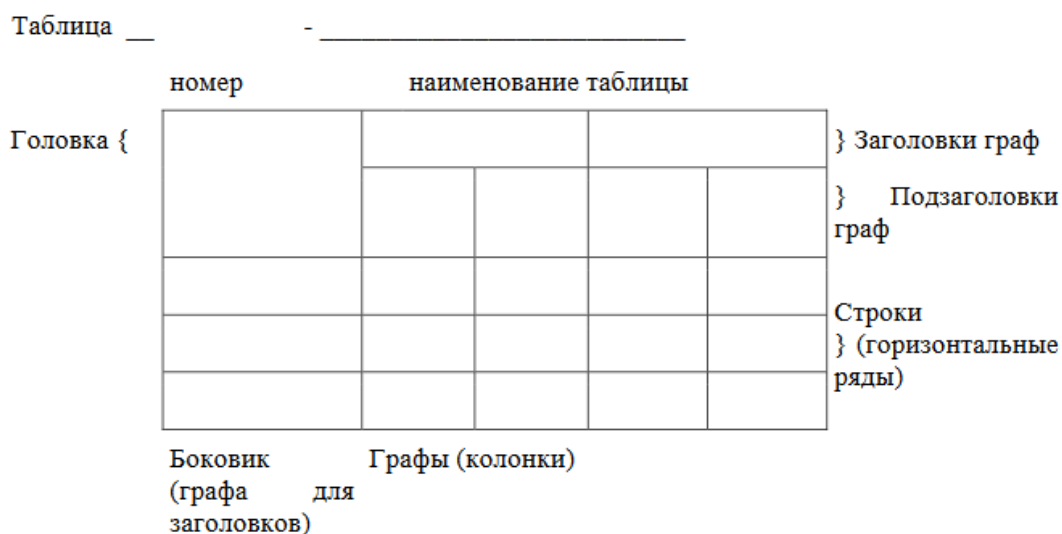 Таблица __ - ___________________________
номер наименование таблицы
Головка {
} Заголовки граф
} Подзаголовки
граф
Строки
} (горизонтальные
ряды)
Боковик Графы (колонки)
(графа для
заголовков)